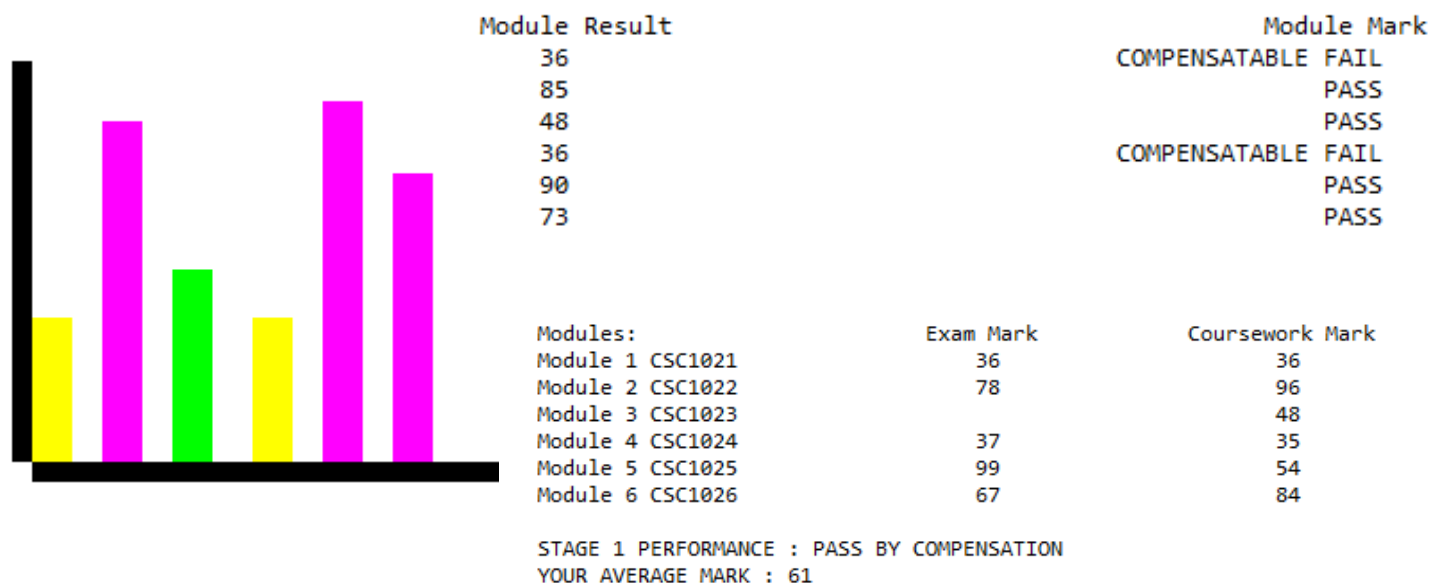 Module Result Module Mark
36 COMPENSATABLE FAIL
85 PASS
48 PASS
36 COMPENSATABLE FAIL
90 PASS
73 PASS
Modules: Exam Mark Coursework Mark
Module 1 CSC1021 36 36
Module 2 CSC1022 78 96
Module 3 CSC1023 48
Module 4 CSC1024 37 35
Module 5 CSC1025 99 54
Module 6 CSC1026 67 84
STAGE 1 PERFORMANCE : PASS BY COMPENSATION
YOUR AVERAGE MARK : 61